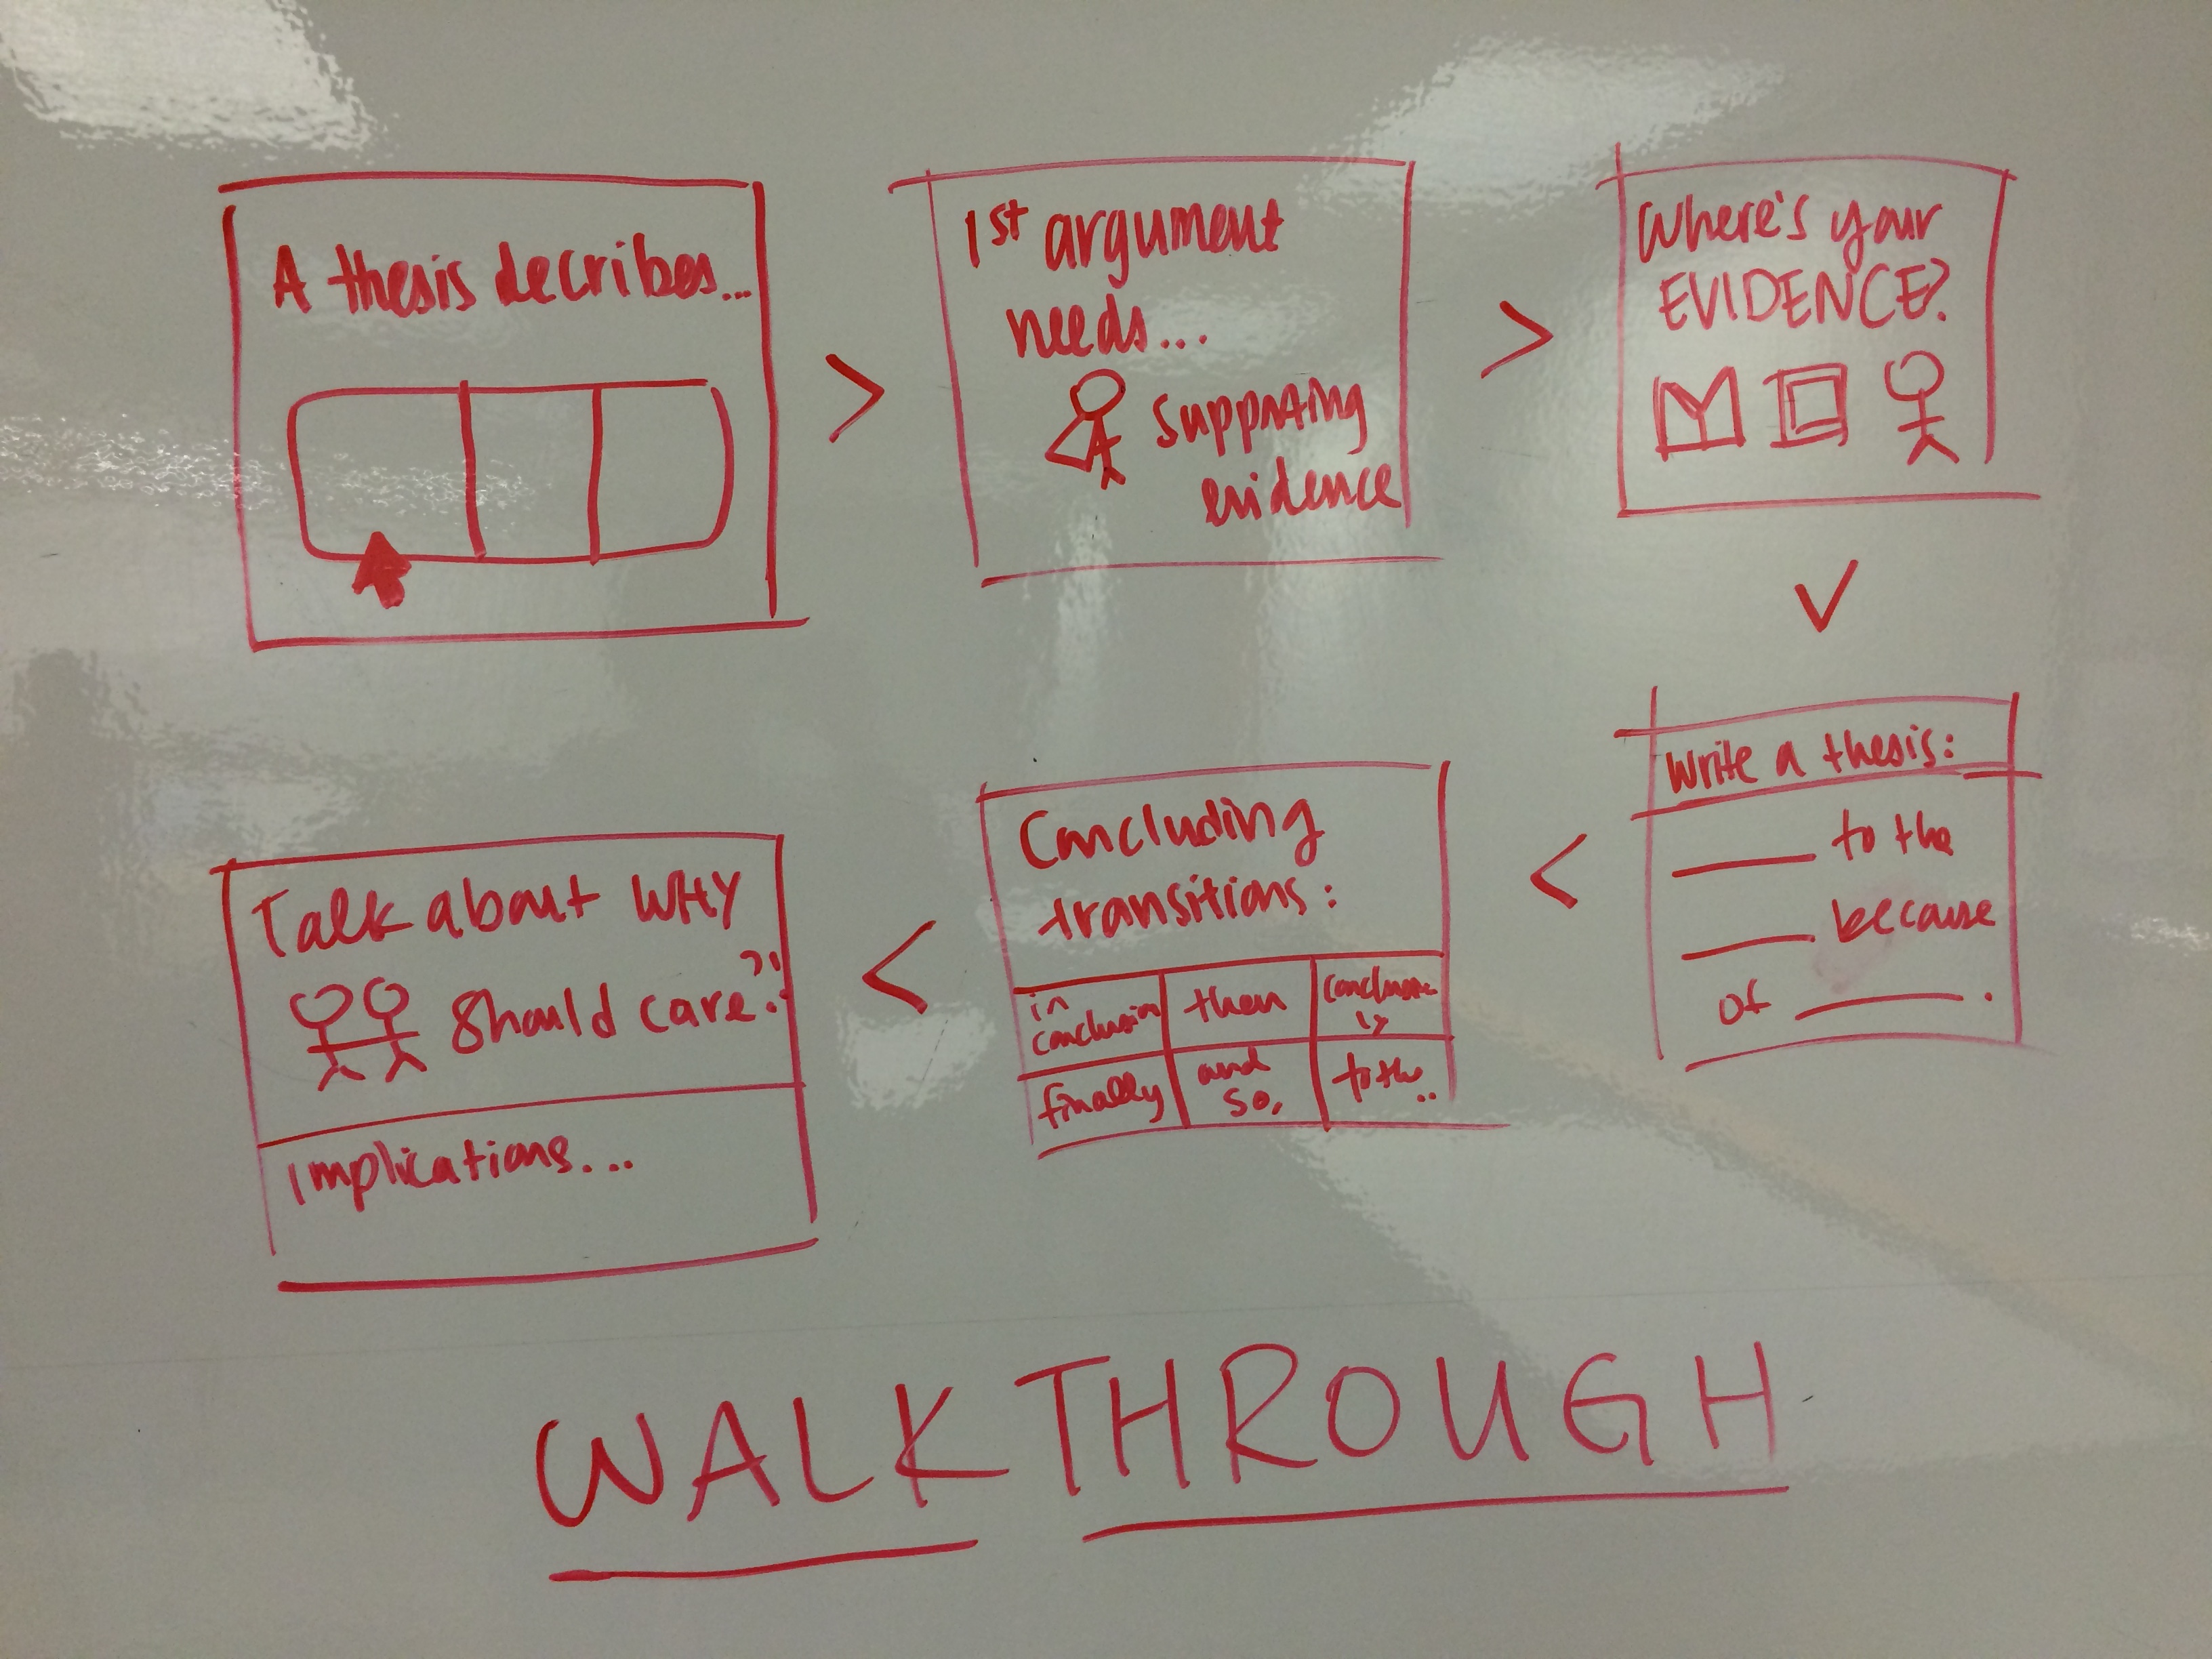 A thesis decribes...
1st argument
needs...
supporting
evidence
Where's your
EVIDENCE?
Write a thesis:
____ to the
____ because
of ____.
Concluding
transitions:
in
conclusion
then
finally
and
so,
to the..
Talk about WHY
should care?!
Implications...
WALKTHROUGH